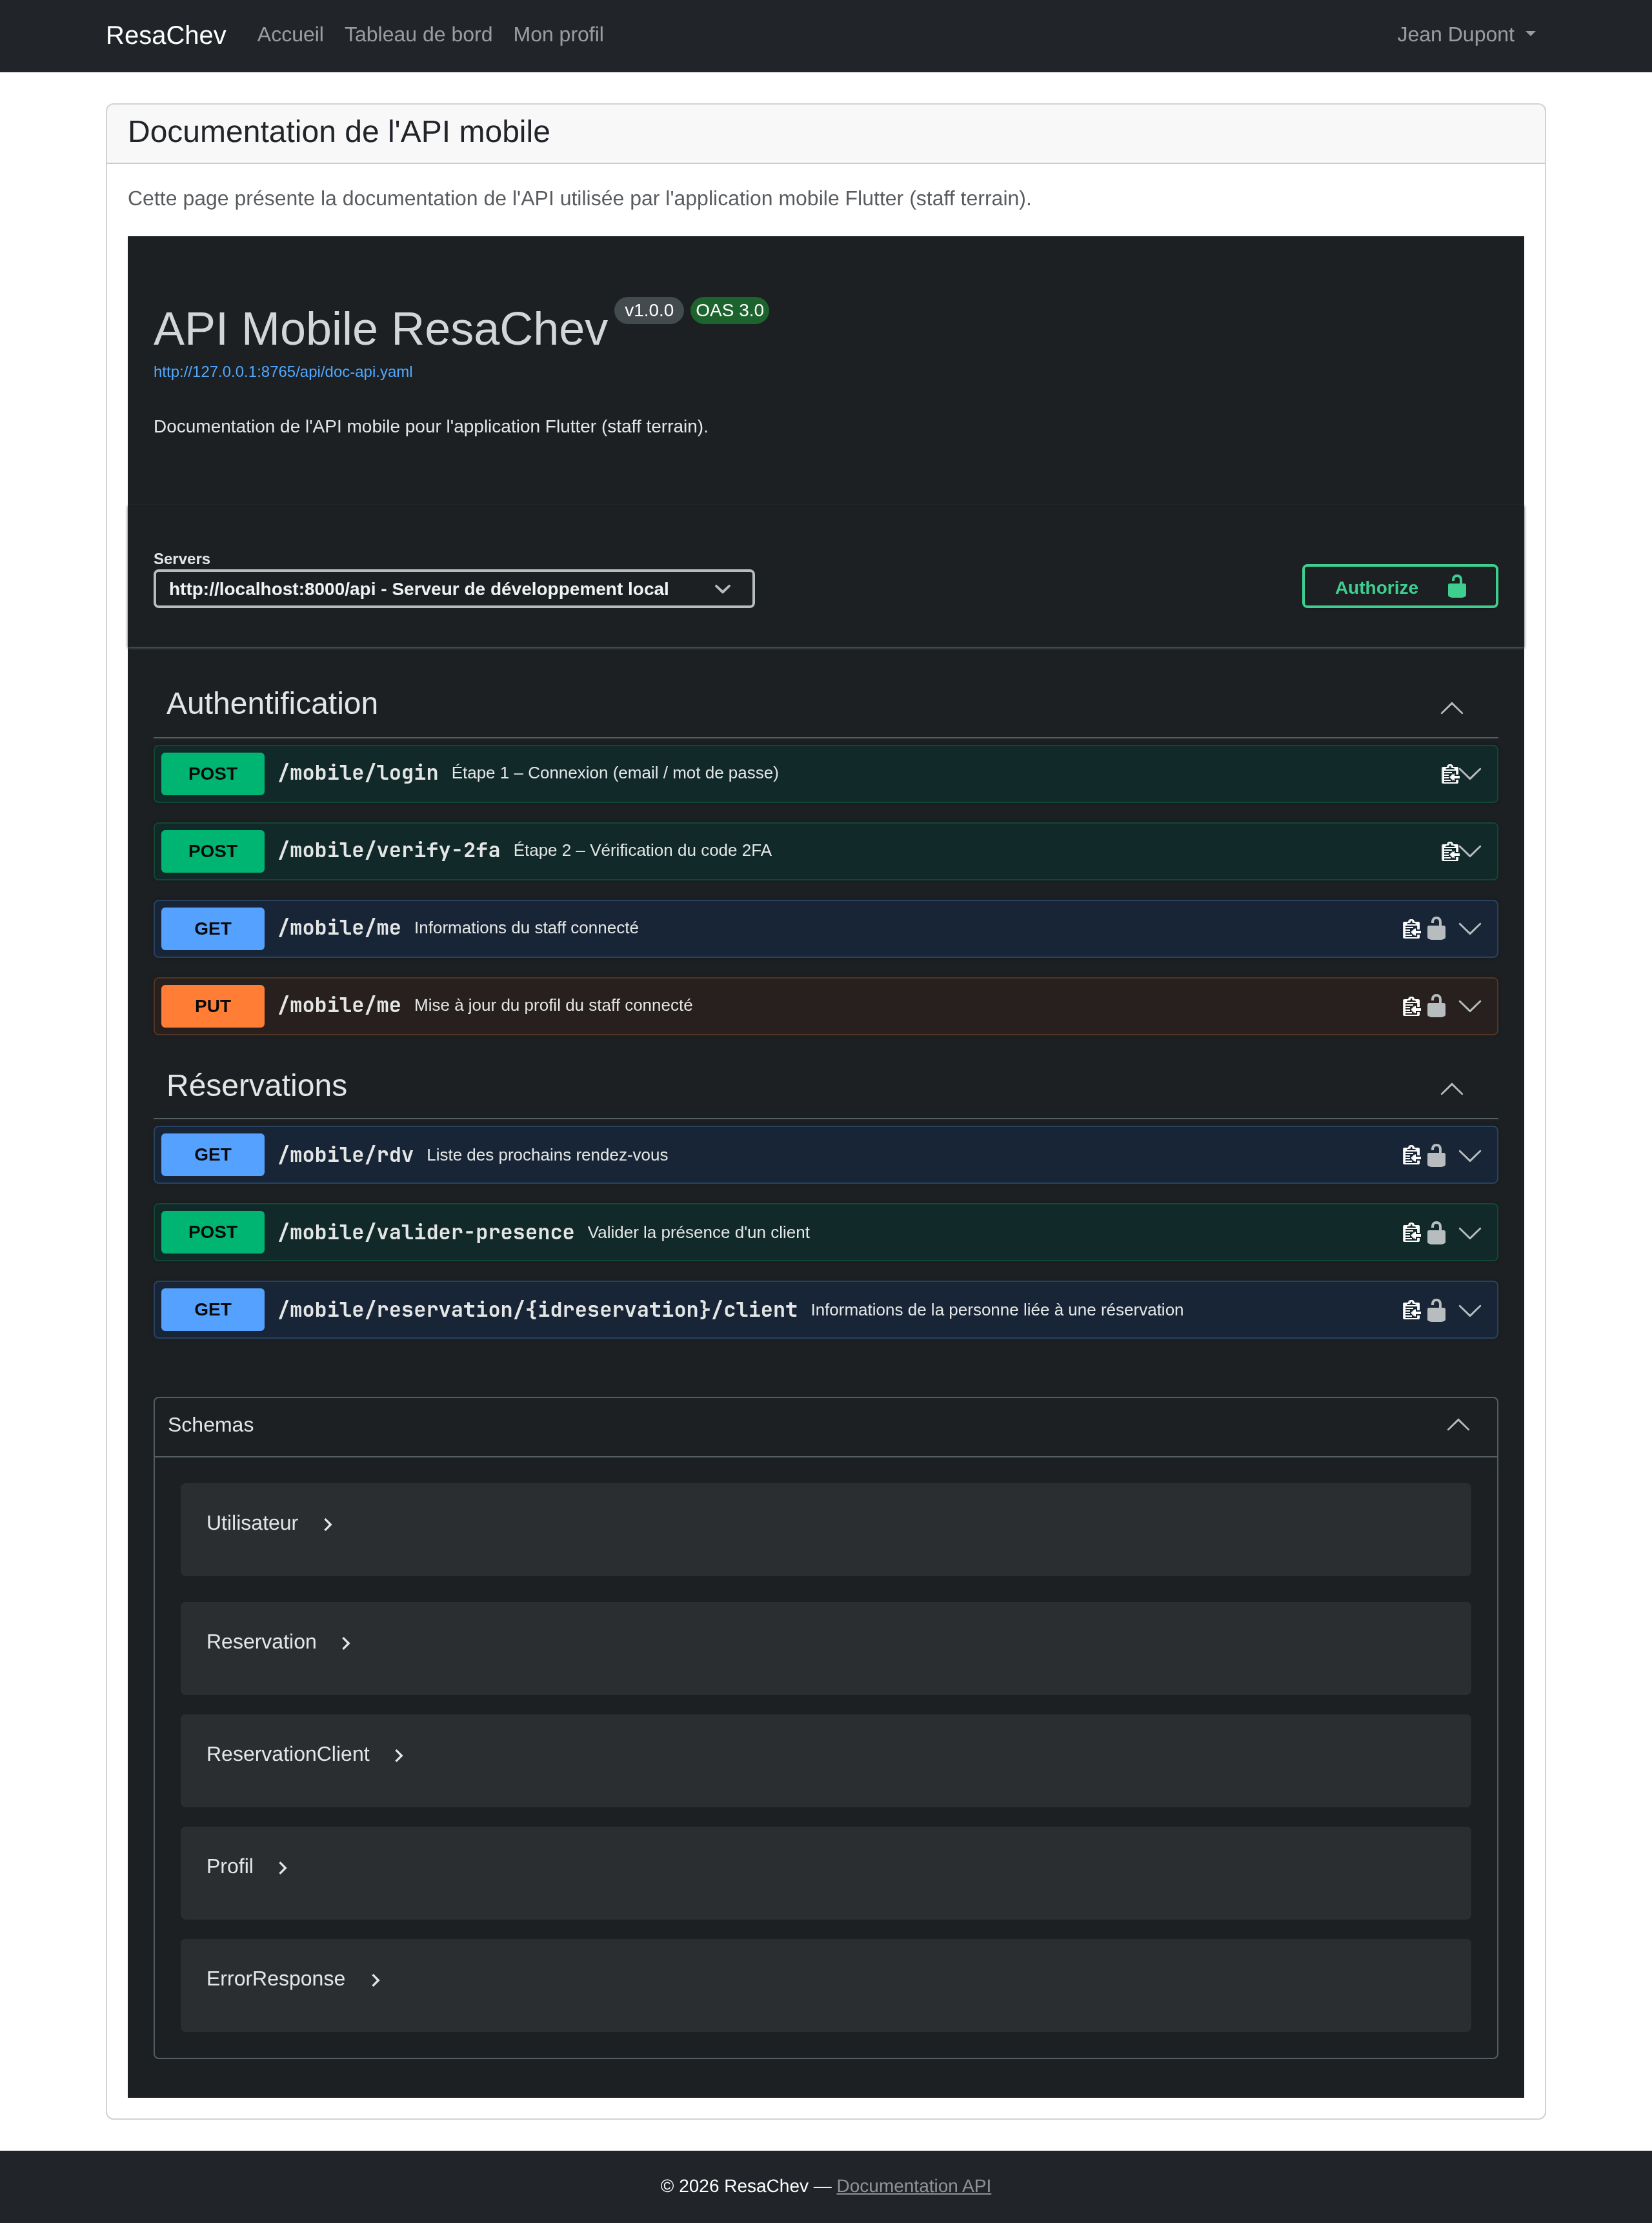 ResaChev Accueil Tableau de bord Mon profil Jean Dupont
Documentation de l'API mobile
Cette page présente la documentation de l'API utilisée par l'application mobile Flutter (staff terrain).
API Mobile ResaChev v1.0.0 OAS 3.0
http://127.0.0.1:8765/api/doc-api.yaml
Documentation de l'API mobile pour l'application Flutter (staff terrain).
Servers
http://localhost:8000/api - Serveur de développement local
Authorize
Authentification
POST /mobile/login Étape 1 – Connexion (email / mot de passe)
POST /mobile/verify-2fa Étape 2 – Vérification du code 2FA
GET /mobile/me Informations du staff connecté
PUT /mobile/me Mise à jour du profil du staff connecté
Réservations
GET /mobile/rdv Liste des prochains rendez-vous
POST /mobile/valider-presence Valider la présence d'un client
GET /mobile/reservation/{idreservation}/client Informations de la personne liée à une réservation
Schemas
Utilisateur
Reservation
ReservationClient
Profil
ErrorResponse
© 2026 ResaChev — Documentation API